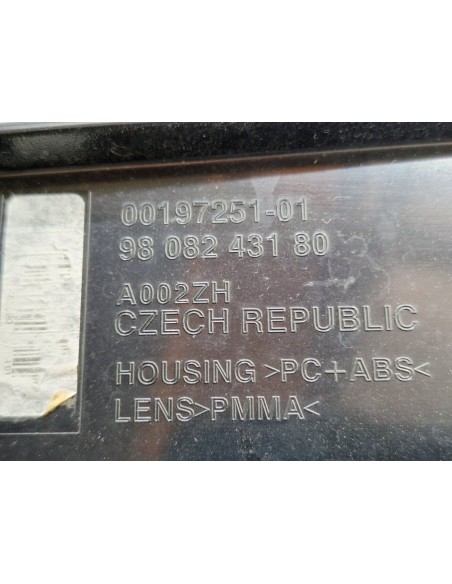 00197251-01
98 082 431 80
A002ZH
CZECH REPUBLIC
HOUSING >PC+ABS<
LENS>PMMA<